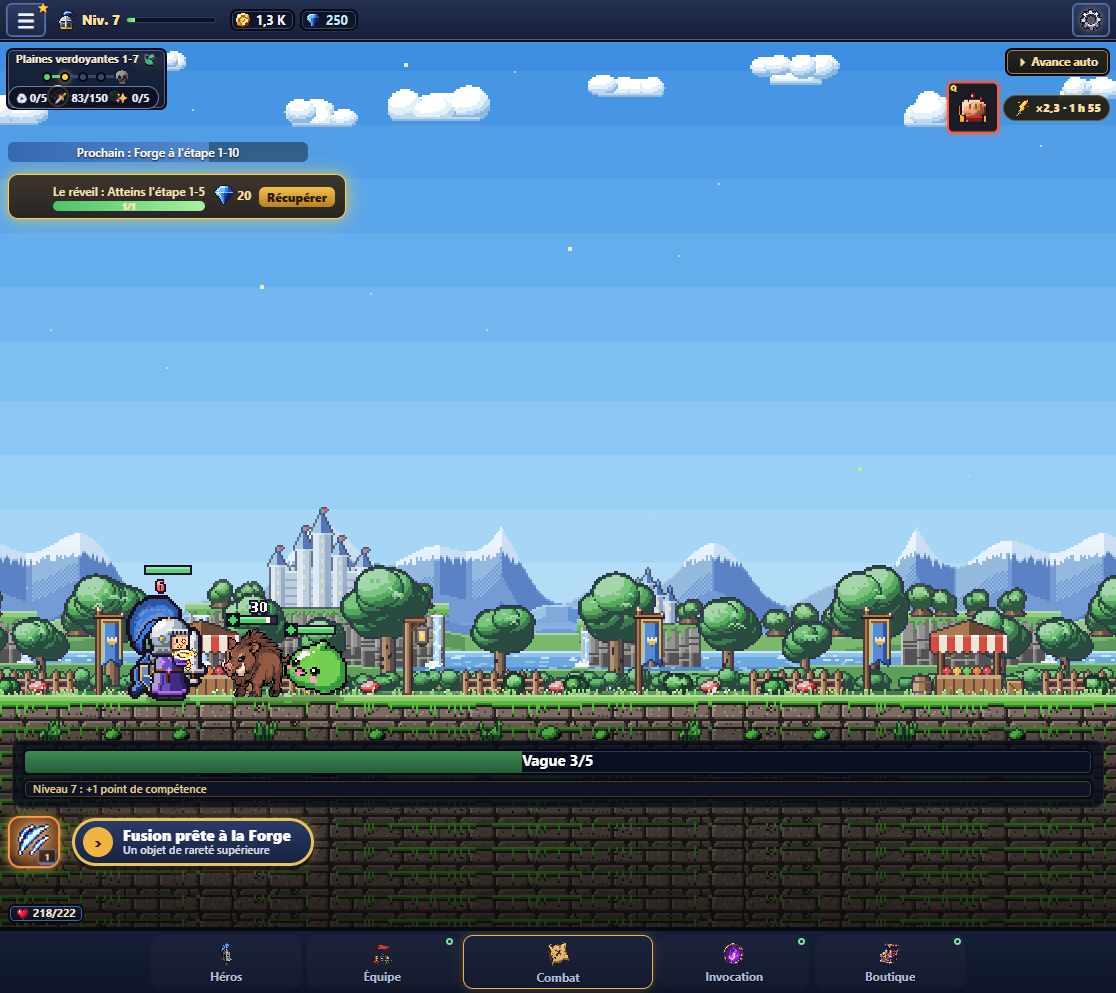 Niv. 7
1,3 K
250
Plaines verdoyantes 1-7
0/5
83/150
0/5
Avance auto
Q
x2,3 · 1 h 55
Prochain : Forge à l'étape 1-10
Le réveil : Atteins l'étape 1-5
1/1
20
Récupérer
6
30
Vague 3/5
Niveau 7 : +1 point de compétence
1
Fusion prête à la Forge
Un objet de rareté supérieure
218/222
Héros
Équipe
Combat
Invocation
Boutique